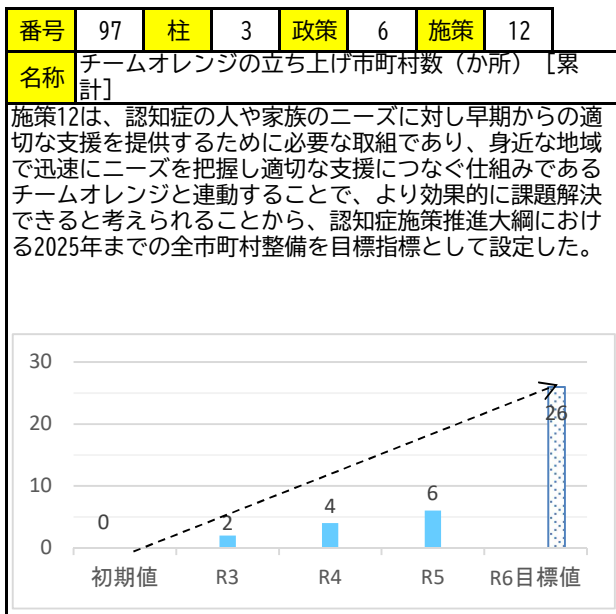 番号 97 柱 3 政策 6 施策 12
名称 チームオレンジの立ち上げ市町村数（か所）［累
計］
施策12は、認知症の人や家族のニーズに対し早期からの適
切な支援を提供するために必要な取組であり、身近な地域
で迅速にニーズを把握し適切な支援につなぐ仕組みである
チームオレンジと連動することで、より効果的に課題解決
できると考えられることから、認知症施策推進大綱におけ
る2025年までの全市町村整備を目標指標として設定した。
30
20
10
0
0
2
4
6
26
初期値 R3 R4 R5 R6目標値